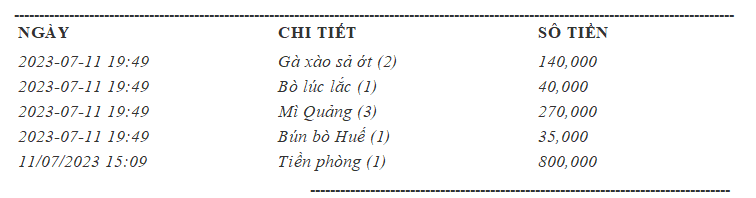 NGÀY CHI TIẾT SỐ TIỀN
2023-07-11 19:49 Gà xào sả ớt (2) 140,000
2023-07-11 19:49 Bò lúc lắc (1) 40,000
2023-07-11 19:49 Mì Quảng (3) 270,000
2023-07-11 19:49 Bún bò Huế (1) 35,000
11/07/2023 15:09 Tiền phòng (1) 800,000